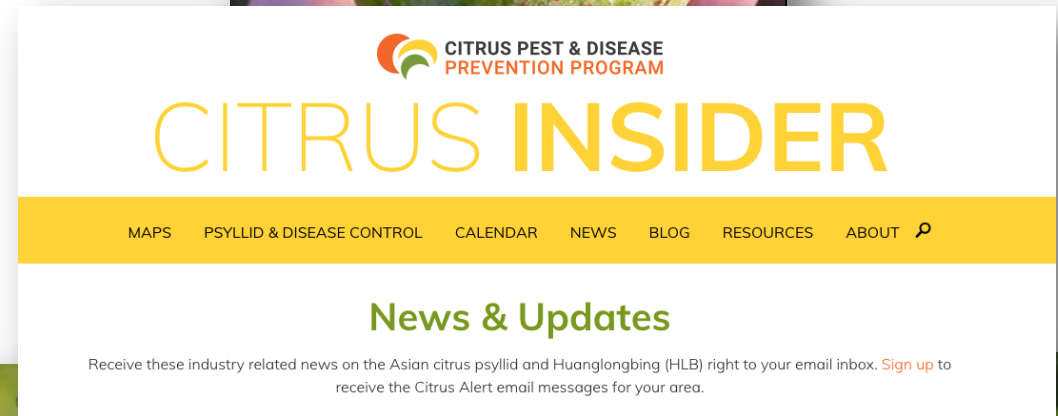 CITRUS PEST & DISEASE
PREVENTION PROGRAM
CITRUS INSIDER
MAPS PSYLLID & DISEASE CONTROL CALENDAR NEWS BLOG RESOURCES ABOUT
News & Updates
Receive these industry related news on the Asian citrus psyllid and Huanglongbing (HLB) right to your email inbox. Sign up to
receive the Citrus Alert email messages for your area.